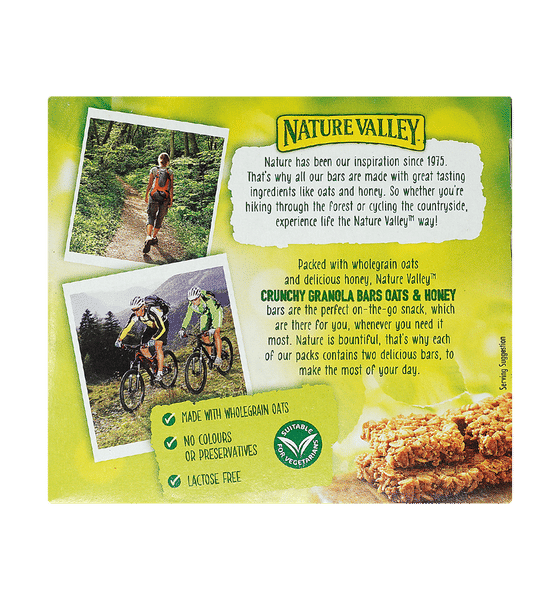 NATURE VALLEY
Nature has been our inspiration since 1975.
That's why all our bars are made with great tasting
ingredients like oats and honey. So whether you're
hiking through the forest or cycling the countryside,
experience life the Nature Valley™ way!
Packed with wholegrain oats
and delicious honey, Nature Valley™
CRUNCHY GRANOLA BARS OATS & HONEY
bars are the perfect on-the-go snack, which
are there for you, whenever you need it
most. Nature is bountiful, that's why each
of our packs contains two delicious bars, to
make the most of your day.
Serving Suggestion
MADE WITH WHOLEGRAIN OATS
NO COLOURS
OR PRESERVATIVES
LACTOSE FREE
SUITABLE
FOR VEGETARIANS